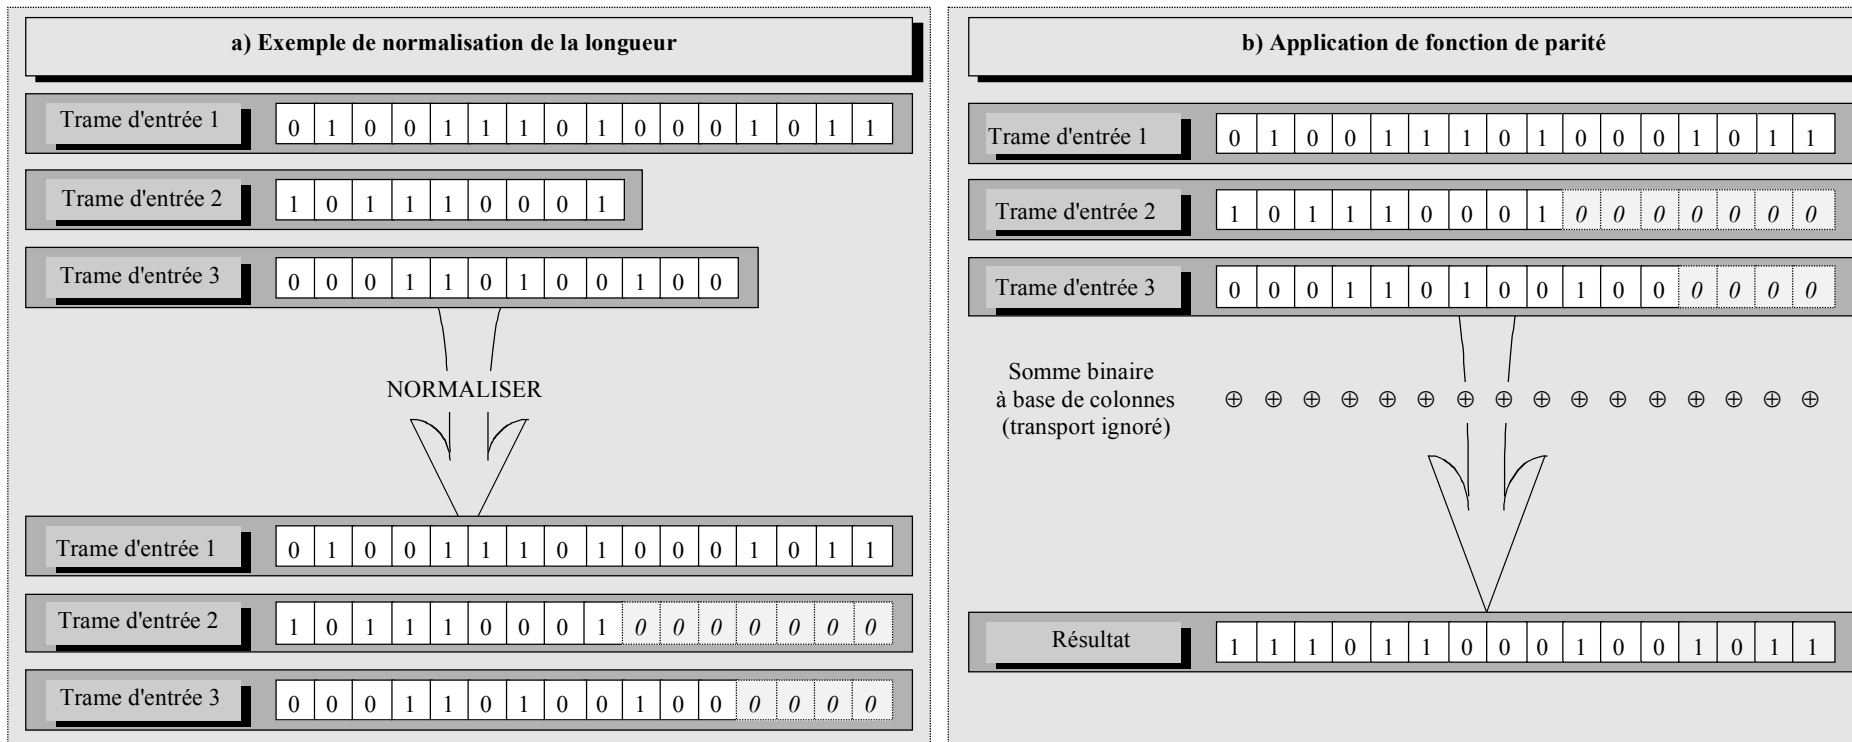 a) Exemple de normalisation de la longueur
Trame d'entrée 1 0 1 0 0 1 1 1 0 1 0 0 0 1 0 1 1
Trame d'entrée 2 1 0 1 1 1 0 0 0 1
Trame d'entrée 3 0 0 0 1 1 0 1 0 0 1 0 0
NORMALISER
Trame d'entrée 1 0 1 0 0 1 1 1 0 1 0 0 0 1 0 1 1
Trame d'entrée 2 1 0 1 1 1 0 0 0 1 0 0 0 0 0 0 0
Trame d'entrée 3 0 0 0 1 1 0 1 0 0 1 0 0 0 0 0 0
b) Application de fonction de parité
Trame d'entrée 1 0 1 0 0 1 1 1 0 1 0 0 0 1 0 1 1
Trame d'entrée 2 1 0 1 1 1 0 0 0 1 0 0 0 0 0 0 0
Trame d'entrée 3 0 0 0 1 1 0 1 0 0 1 0 0 0 0 0 0
Somme binaire
à base de colonnes ⊕ ⊕ ⊕ ⊕ ⊕ ⊕ ⊕ ⊕ ⊕ ⊕ ⊕ ⊕ ⊕ ⊕ ⊕ ⊕
(transport ignoré)
Résultat 1 1 1 0 1 1 0 0 0 1 0 0 1 0 1 1